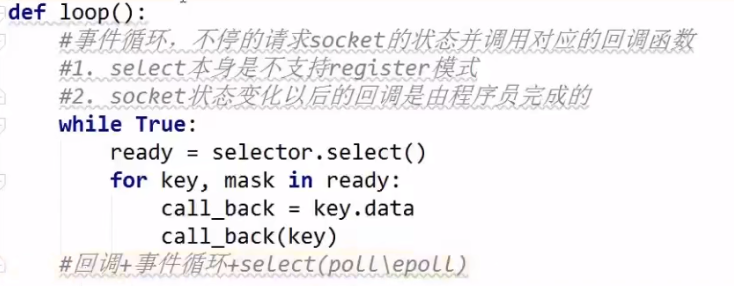 def loop():
#事件循环，不停的请求socket的状态并调用对应的回调函数
#1. select本身是不支持register模式
#2. socket状态变化以后的回调是由程序员完成的
while True:
ready = selector.select()
for key, mask in ready:
call_back = key.data
call_back(key)
#回调+事件循环+select(poll\epoll)